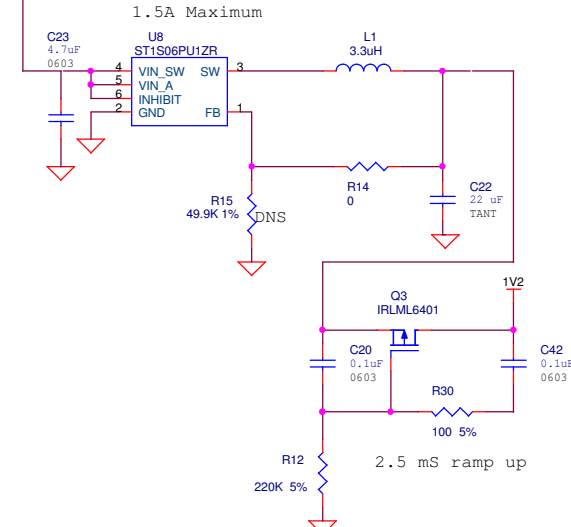 1.5A Maximum
C23
4.7uF
0603
U8
ST1S06PU1ZR
L1
3.3uH
4 VIN_SW SW 3
5 VIN_A
6 INHIBIT
2 GND FB 1
R14
0
R15
49.9K 1%
DNS
C22
22 uF
TANT
1V2
Q3
IRLML6401
C20
0.1uF
0603
C42
0.1uF
0603
R30
100 5%
R12
220K 5%
2.5 mS ramp up